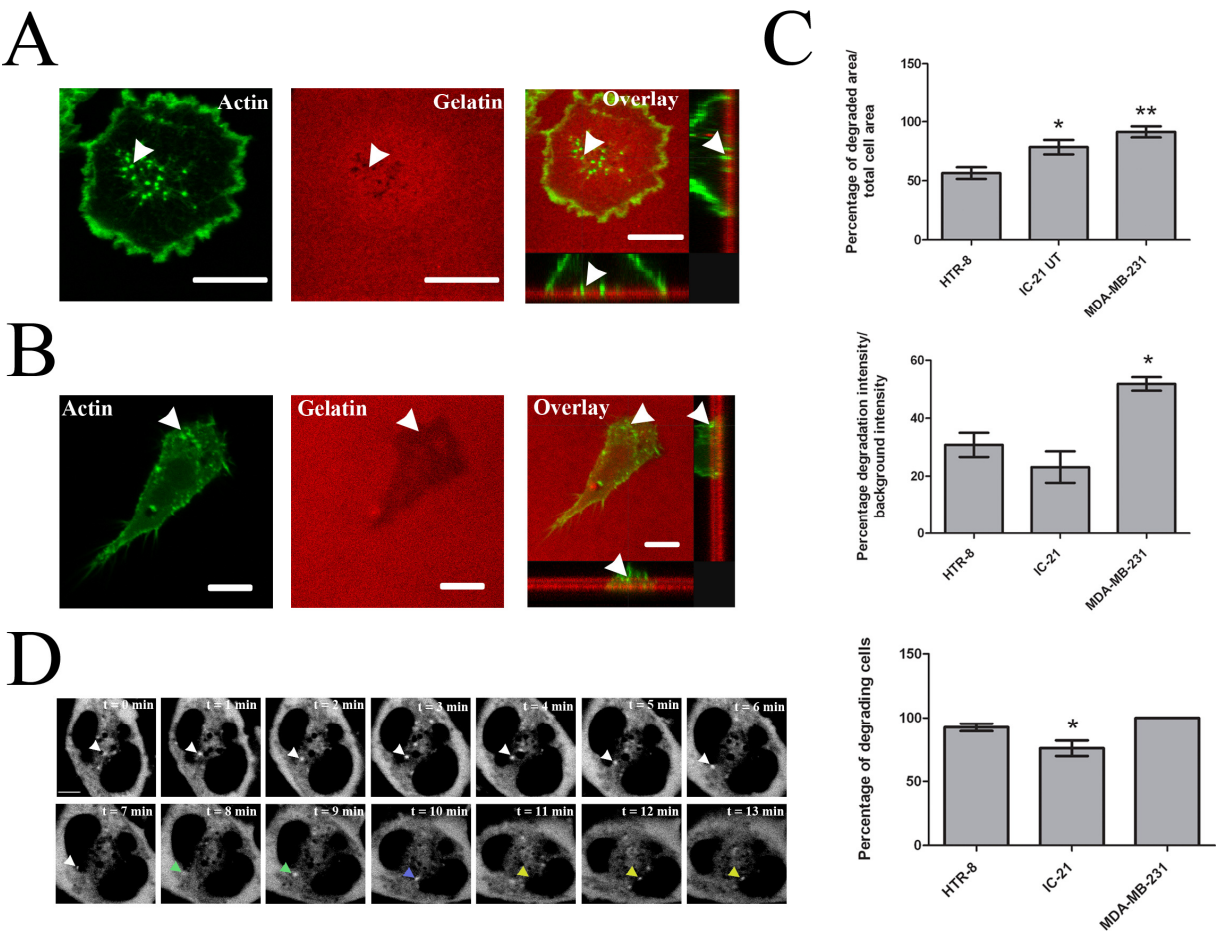 A
Actin
Gelatin
Overlay
B
Actin
Gelatin
Overlay
C
Percentage of degraded area/
total cell area
150
100
50
0
*
**
HTR-8
IC-21 UT
MDA-MB-231
Percentage degradation intensity/
background intensity
60
40
20
0
*
HTR-8
IC-21
MDA-MB-231
Percentage of degrading cells
150
100
50
0
*
HTR-8
IC-21
MDA-MB-231
D
t = 0 min
t = 1 min
t = 2 min
t = 3 min
t = 4 min
t = 5 min
t = 6 min
t = 7 min
t = 8 min
t = 9 min
t = 10 min
t = 11 min
t = 12 min
t = 13 min